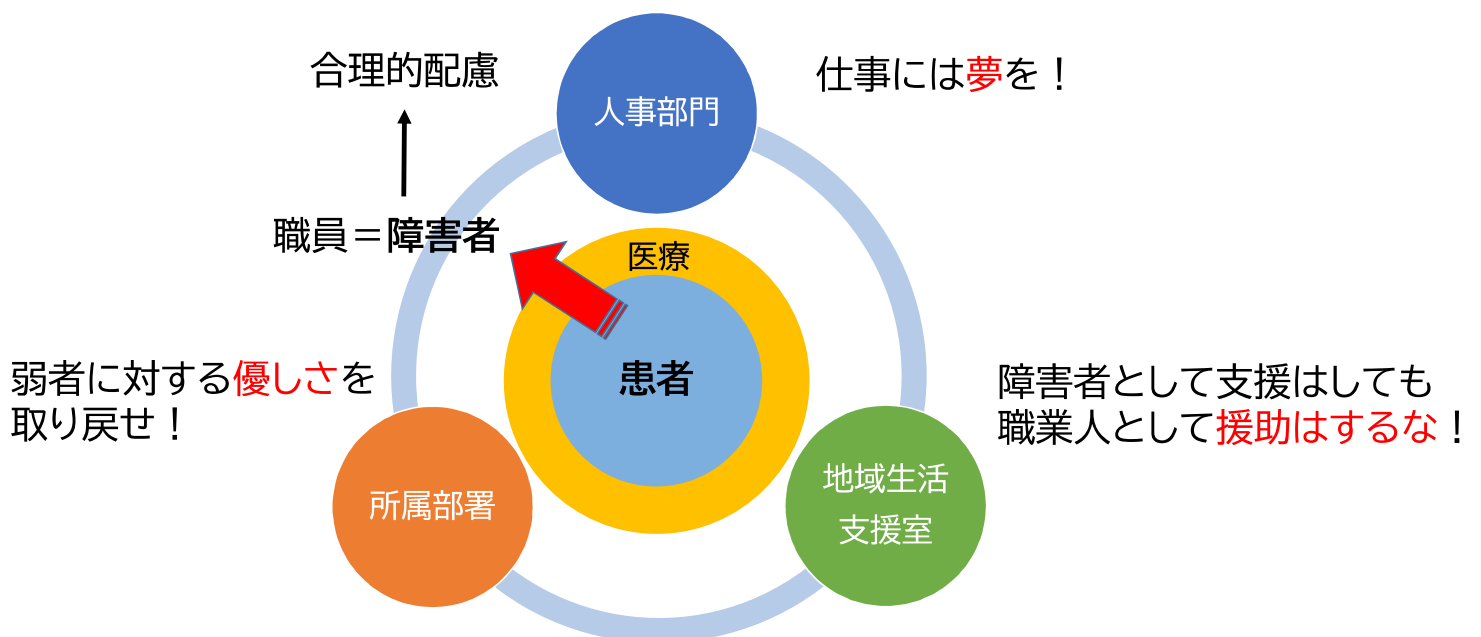 合理的配慮
人事部門
仕事には夢を！
職員＝障害者
医療
患者
弱者に対する優しさを
取り戻せ！
障害者として支援はしても
職業人として援助はするな！
所属部署
地域生活
支援室